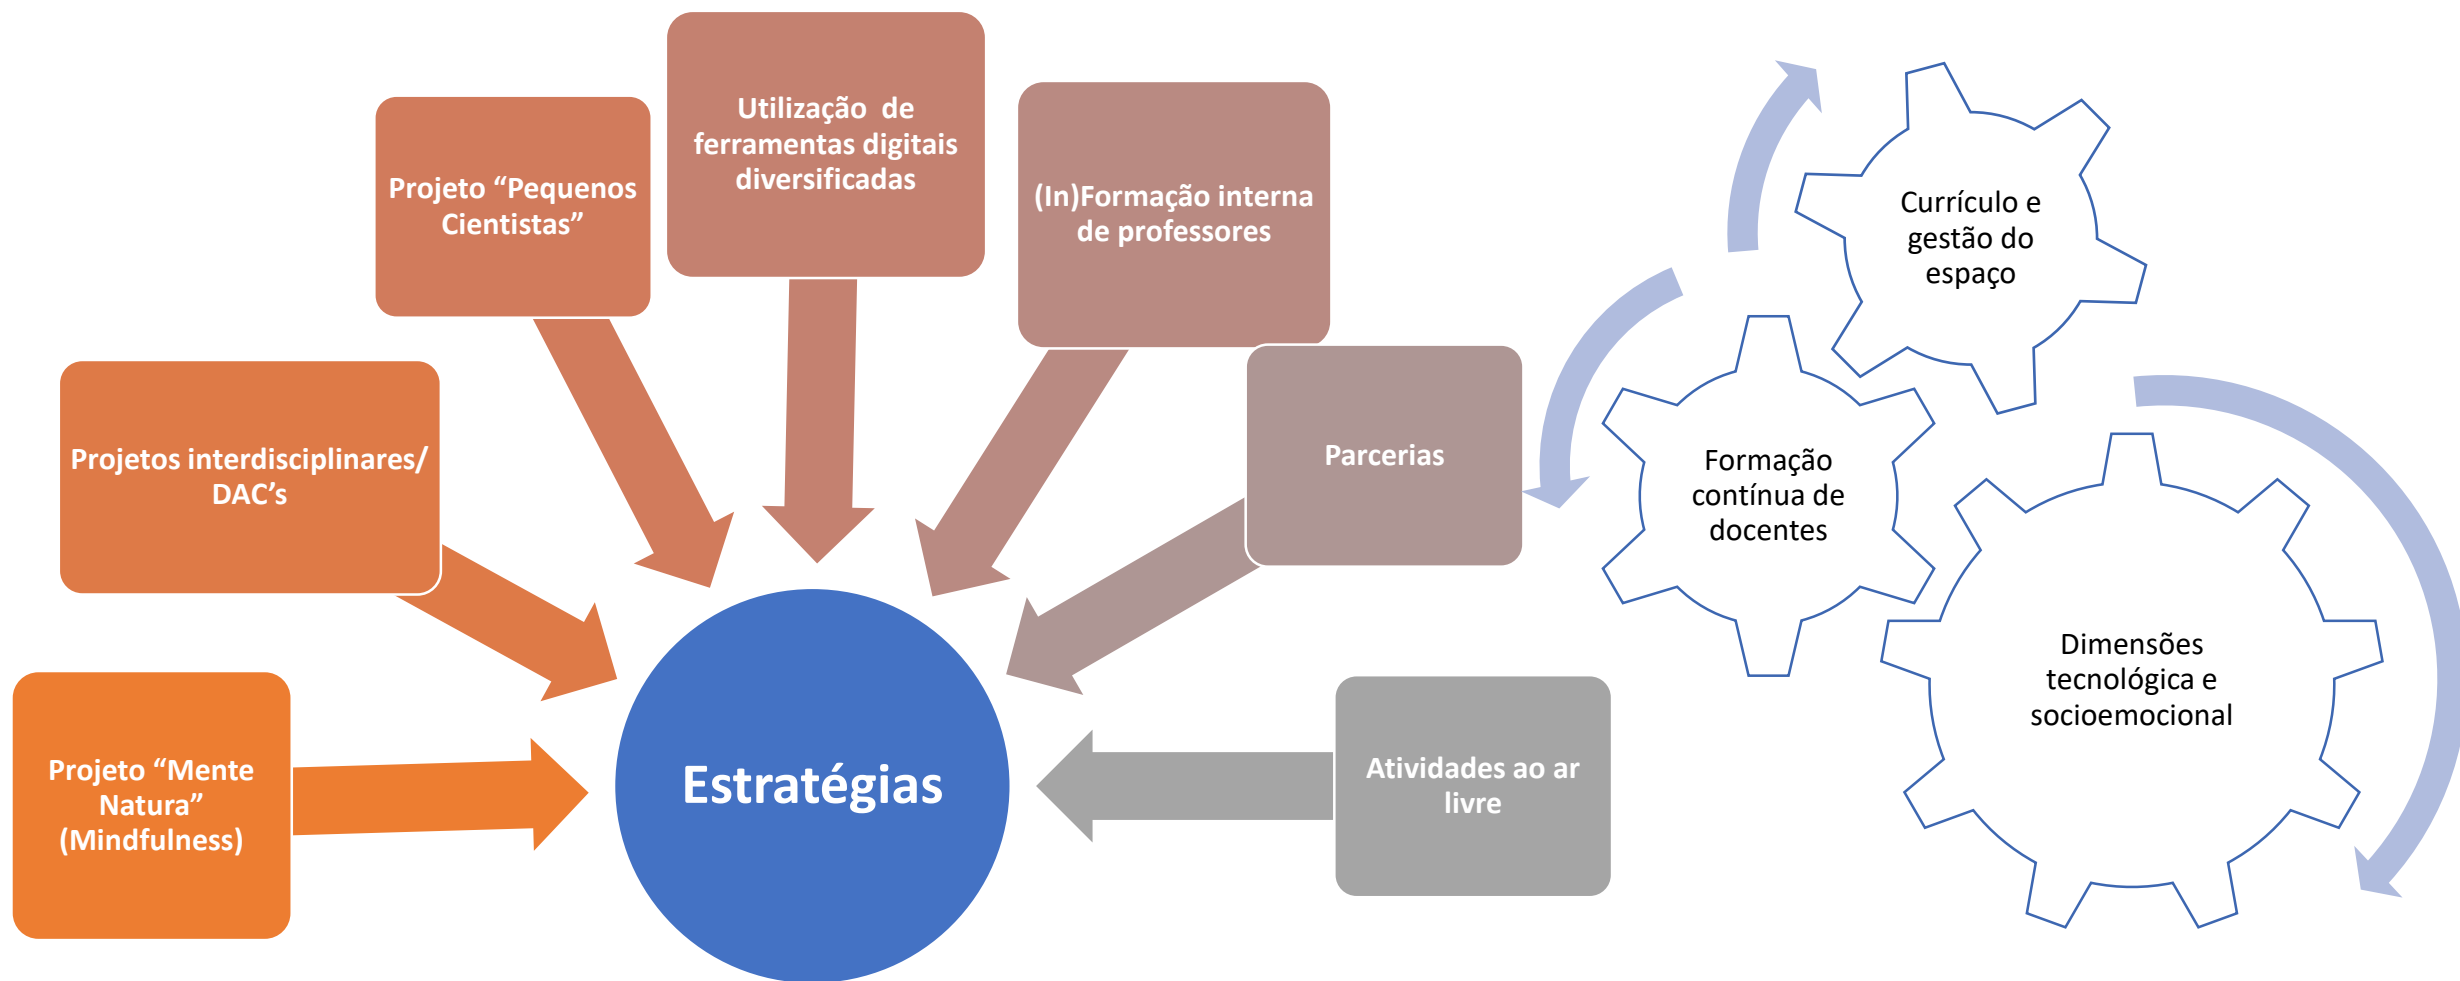 Projeto “Mente
Natura”
(Mindfulness)
Projetos interdisciplinares/
DAC’s
Projeto “Pequenos
Cientistas”
Utilização de
ferramentas digitais
diversificadas
(In)Formação interna
de professores
Parcerias
Atividades ao ar
livre
Estratégias
Currículo e
gestão do
espaço
Formação
contínua de
docentes
Dimensões
tecnológica e
socioemocional